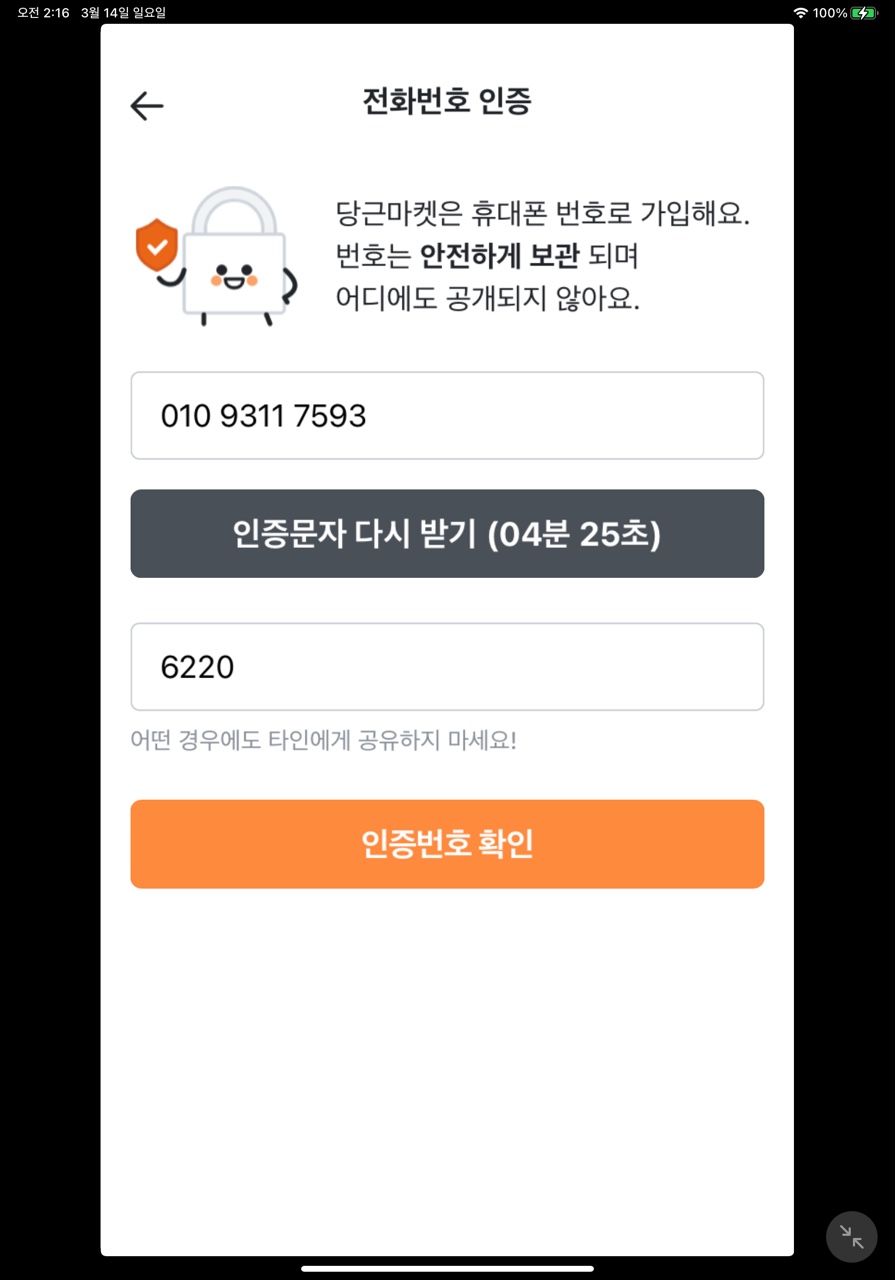 오전 2:16 3월 14일 일요일 100%
전화번호 인증
당근마켓은 휴대폰 번호로 가입해요.
번호는 안전하게 보관 되며
어디에도 공개되지 않아요.
010 9311 7593
인증문자 다시 받기 (04분 25초)
6220
어떤 경우에도 타인에게 공유하지 마세요!
인증번호 확인